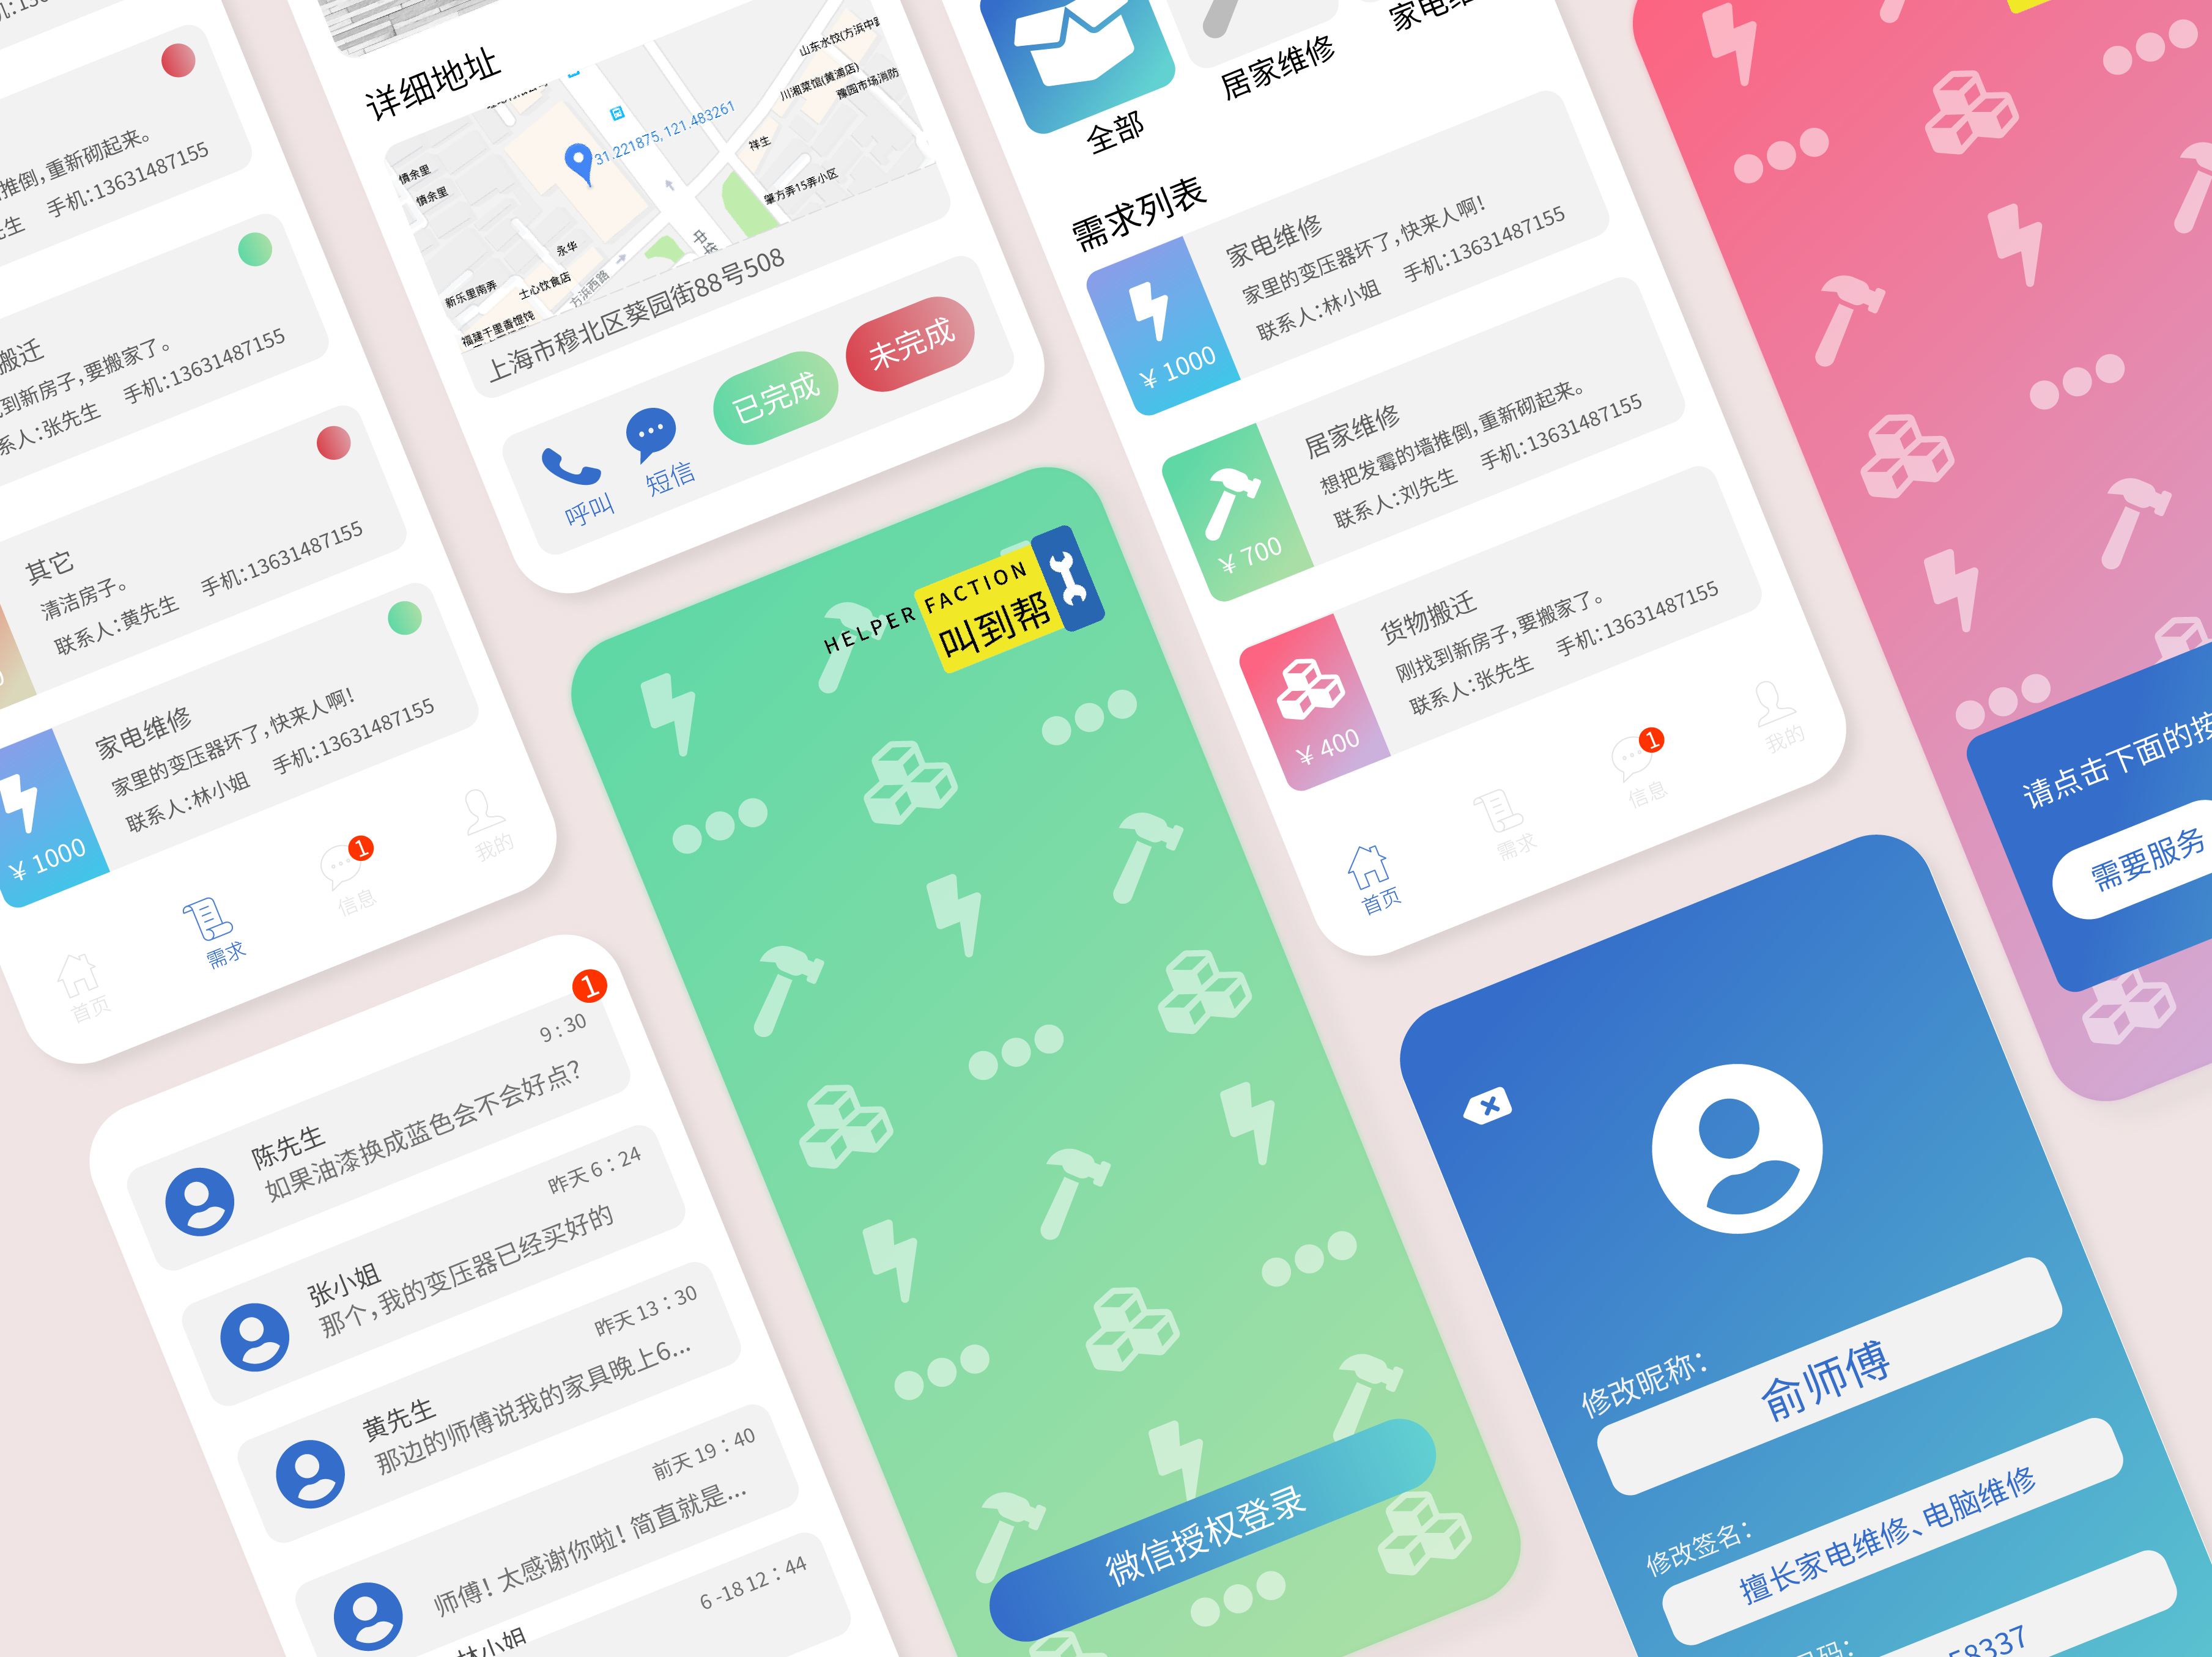 推倒，重新砌起来。
手机：13631487155
搬迁
到新房子，要搬家了。
系人：张先生 手机：13631487155
其它
清洁房子。
联系人：黄先生 手机：13631487155
家电维修
家里的变压器坏了，快来人啊！
联系人：林小姐 手机：13631487155
¥ 1000
首页
需求
1
信息
我的
详细地址
山东水饺(方浜中路
川湘菜馆(黄浦店)
豫园市场消防
31.221875, 121.483261
祥生
慎余里
慎余里
肇方弄15弄小区
永华
士心饮食店
新乐里南弄
方浜西路
福建千里香馄饨
上海市穆北区葵园街88号508
呼叫
短信
已完成
未完成
全部
居家维修
需求列表
家电维修
家里的变压器坏了，快来人啊！
联系人：林小姐 手机：13631487155
¥ 1000
居家维修
想把发霉的墙推倒，重新砌起来。
联系人：刘先生 手机：13631487155
¥ 700
货物搬迁
刚找到新房子，要搬家了。
联系人：张先生 手机：13631487155
¥ 400
首页
需求
1
信息
我的
1
9 : 30
陈先生
如果油漆换成蓝色会不会好点？
昨天 6 : 24
张小姐
那个，我的变压器已经买好的
昨天 13 : 30
黄先生
那边的师傅说我的家具晚上6...
前天 19 : 40
师傅！太感谢你啦！简直就是...
6 -18 12 : 44
林小姐
HELPER FACTION
叫到帮
微信授权登录
请点击下面的按
需要服务
修改昵称：
俞师傅
修改签名：
擅长家电维修、电脑维修
58337